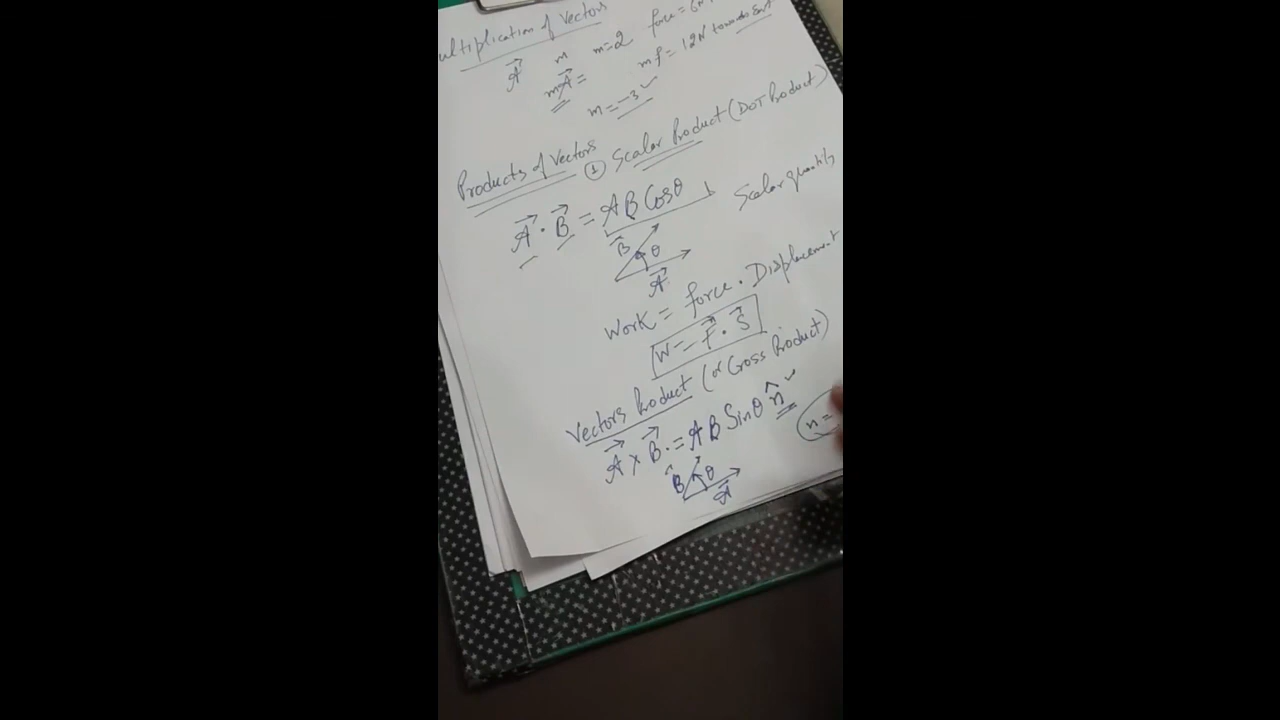 Multiplication of Vectors
A⃗ m m=2 force = 6N
mA⃗ = mf = 12N towards East
m = -3 ✓
Products of Vectors ① Scalar Product (DOT Product)
A⃗ · B⃗ = AB Cosθ Scalar quantity
B⃗ θ
A⃗
Work = force . Displacement
W = F⃗ · S⃗
Vectors Product (or Cross Product)
A⃗ × B⃗ . = AB Sinθ n̂ ✓ n =
B⃗ θ
A⃗